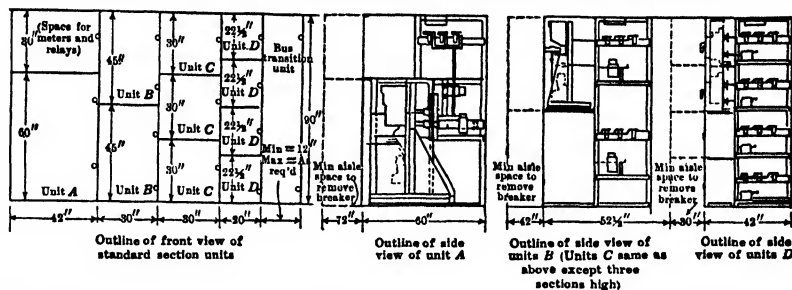 (Space for
meters and
relays)
30"
60"
Unit A
45"
Unit B
45"
Unit B
30"
Unit C
30"
Unit C
30"
Unit C
22½"
Unit D
22½"
Unit D
22½"
Unit D
22½"
Unit D
Bus
transition
unit
90"
Min = 12"
Max = As
req'd
42"
30"
30"
20"
Outline of front view of
standard section units
Min aisle
space to
remove
breaker
72"
60"
Outline of side
view of unit A
Min aisle
space to
remove
breaker
42"
52½"
Outline of side view of
units B (Units C same as
above except three
sections high)
Min aisle
space to
remove
breaker
30"
42"
Outline of side
view of units D